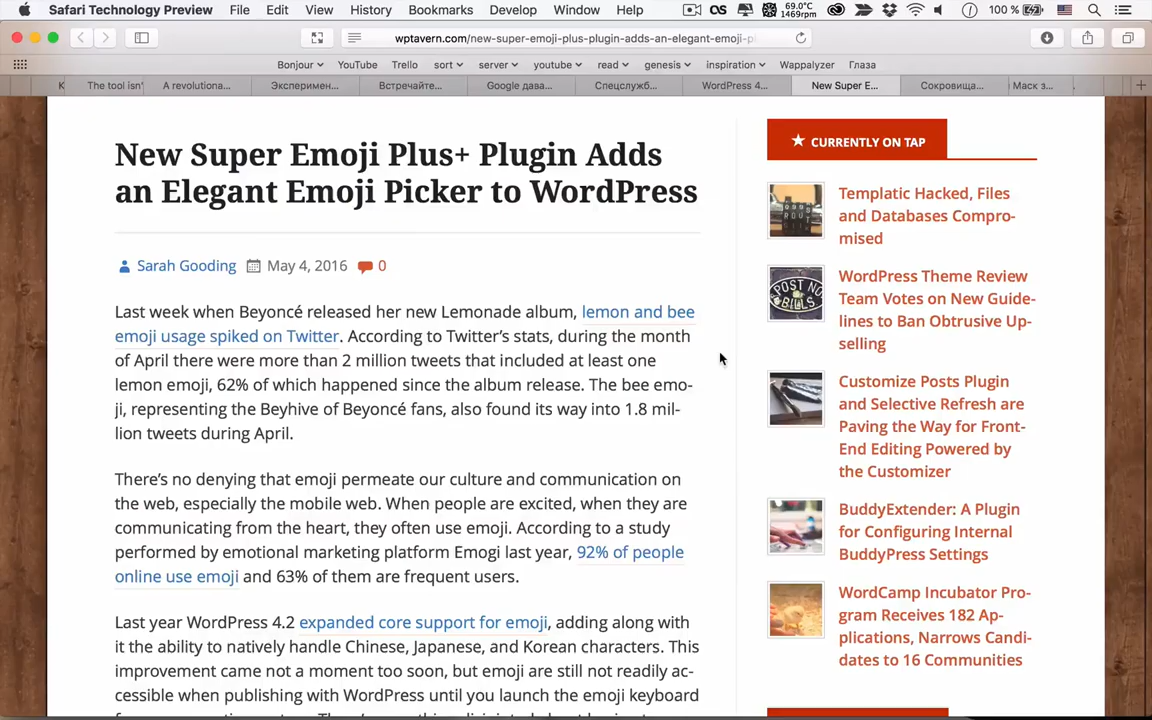 Safari Technology Preview File Edit View History Bookmarks Develop Window Help
69.0°C
1469rpm
100 %
wptavern.com/new-super-emoji-plus-plugin-adds-an-elegant-emoji-p
Bonjour YouTube Trello sort server youtube read genesis inspiration Wappalyzer Глаза
K The tool isn' A revolutiona... Эксперимен... Встречайте... Google дава... Спецслужб... WordPress 4... New Super E... Сокровища... Маск з...
New Super Emoji Plus+ Plugin Adds
an Elegant Emoji Picker to WordPress
Sarah Gooding May 4, 2016 0
Last week when Beyoncé released her new Lemonade album, lemon and bee
emoji usage spiked on Twitter. According to Twitter’s stats, during the month
of April there were more than 2 million tweets that included at least one
lemon emoji, 62% of which happened since the album release. The bee emo-
ji, representing the Beyhive of Beyoncé fans, also found its way into 1.8 mil-
lion tweets during April.
There’s no denying that emoji permeate our culture and communication on
the web, especially the mobile web. When people are excited, when they are
communicating from the heart, they often use emoji. According to a study
performed by emotional marketing platform Emogi last year, 92% of people
online use emoji and 63% of them are frequent users.
Last year WordPress 4.2 expanded core support for emoji, adding along with
it the ability to natively handle Chinese, Japanese, and Korean characters. This
improvement came not a moment too soon, but emoji are still not readily ac-
cessible when publishing with WordPress until you launch the emoji keyboard
CURRENTLY ON TAP
Templatic Hacked, Files
and Databases Compro-
mised
WordPress Theme Review
Team Votes on New Guide-
lines to Ban Obtrusive Up-
selling
Customize Posts Plugin
and Selective Refresh are
Paving the Way for Front-
End Editing Powered by
the Customizer
BuddyExtender: A Plugin
for Configuring Internal
BuddyPress Settings
WordCamp Incubator Pro-
gram Receives 182 Ap-
plications, Narrows Candi-
dates to 16 Communities